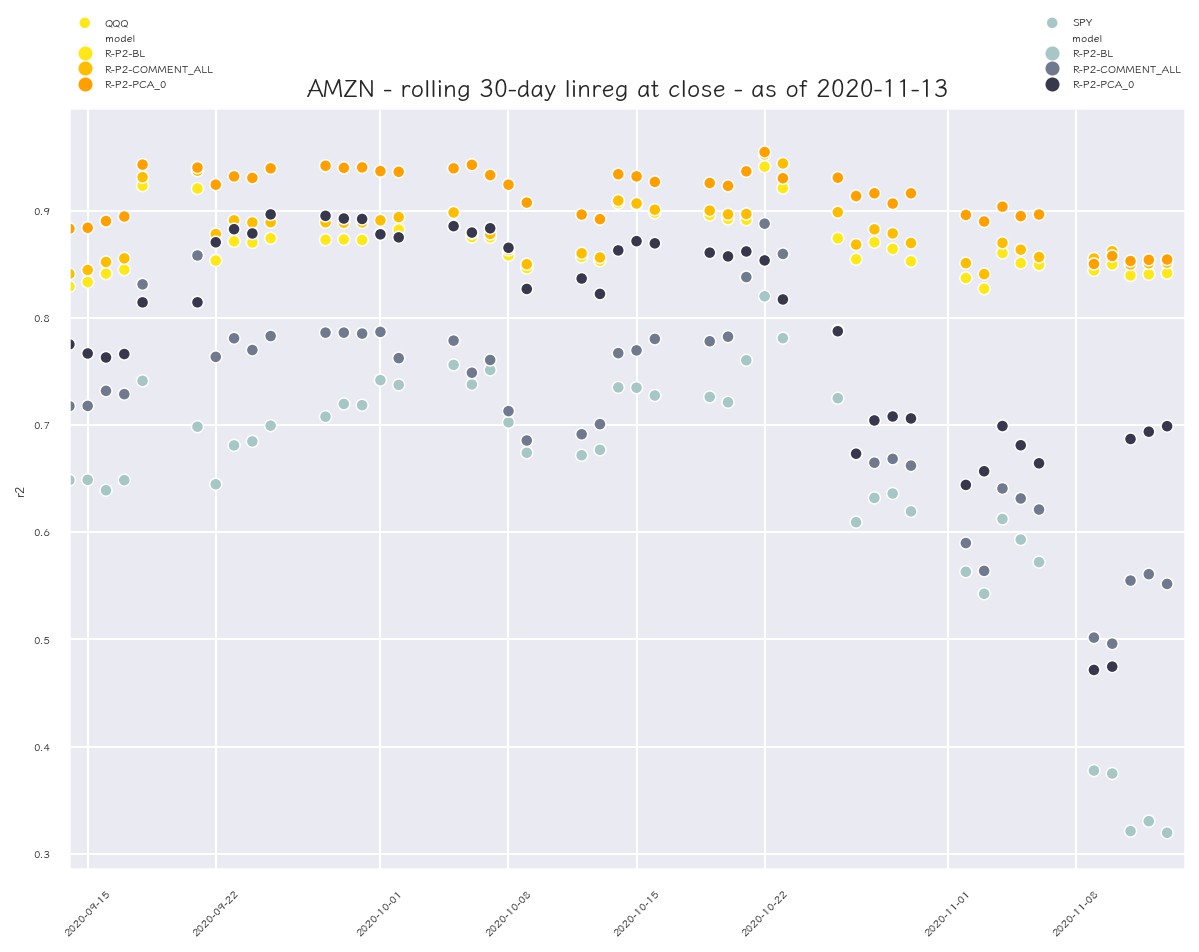 QQQ
model
R-P2-BL
R-P2-COMMENT_ALL
R-P2-PCA_0
SPY
model
R-P2-BL
R-P2-COMMENT_ALL
R-P2-PCA_0
AMZN - rolling 30-day linreg at close - as of 2020-11-13
r2
0.9
0.8
0.7
0.6
0.5
0.4
0.3
2020-09-15
2020-09-22
2020-10-01
2020-10-08
2020-10-15
2020-10-22
2020-11-01
2020-11-08